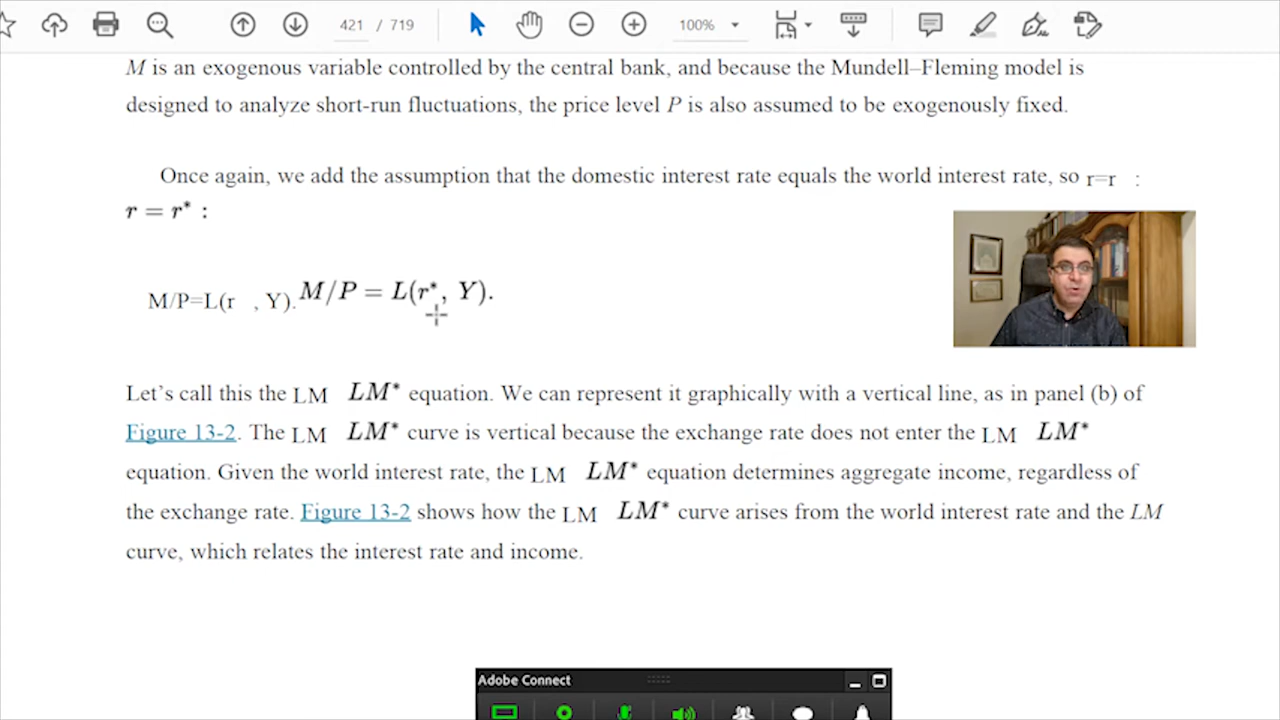 421 / 719
100%
M is an exogenous variable controlled by the central bank, and because the Mundell–Fleming model is
designed to analyze short-run fluctuations, the price level P is also assumed to be exogenously fixed.
Once again, we add the assumption that the domestic interest rate equals the world interest rate, so r=r :
r = r* :
M/P=L(r , Y). M/P = L(r*, Y).
Let’s call this the LM LM* equation. We can represent it graphically with a vertical line, as in panel (b) of
Figure 13-2. The LM LM* curve is vertical because the exchange rate does not enter the LM LM*
equation. Given the world interest rate, the LM LM* equation determines aggregate income, regardless of
the exchange rate. Figure 13-2 shows how the LM LM* curve arises from the world interest rate and the LM
curve, which relates the interest rate and income.
Adobe Connect